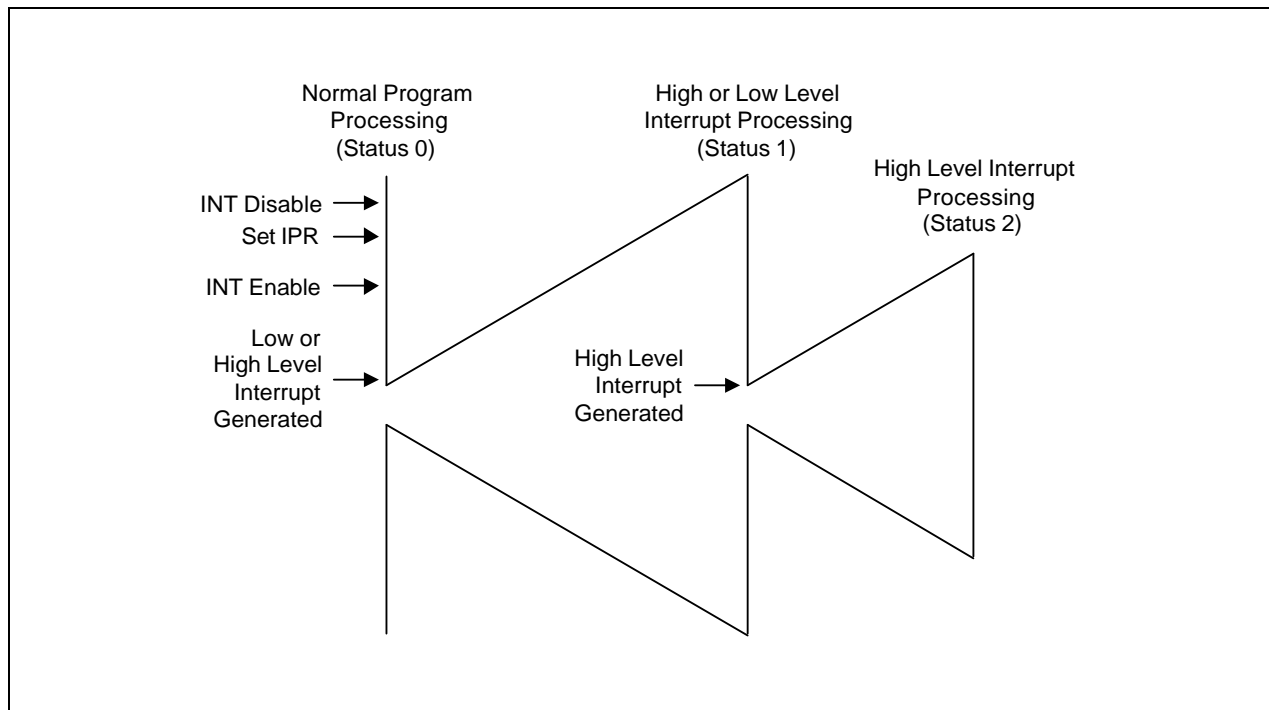 Normal Program
Processing
(Status 0)
High or Low Level
Interrupt Processing
(Status 1)
High Level Interrupt
Processing
(Status 2)
INT Disable
Set IPR
INT Enable
Low or
High Level
Interrupt
Generated
High Level
Interrupt
Generated